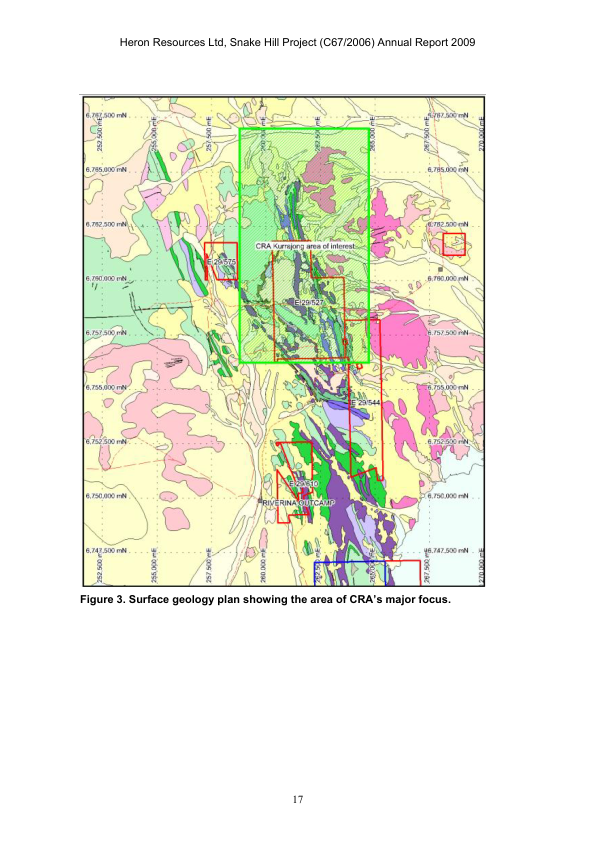 Heron Resources Ltd, Snake Hill Project (C67/2006) Annual Report 2009
6,787,500 mN
6,787,500 mN
252,500 mE
255,000 mE
257,500 mE
260,000 mE
262,500 mE
265,000 mE
267,500 mE
270,000 mE
6,785,000 mN
6,785,000 mN
6,782,500 mN
6,782,500 mN
CRA Kurrajong area of interest
E 29/575
6,780,000 mN
6,780,000 mN
E 29/527
6,757,500 mN
6,757,500 mN
6,755,000 mN
6,755,000 mN
E 29/544
6,752,500 mN
6,752,500 mN
6,750,000 mN
6,750,000 mN
RIVERINA OUTCAMP
6,747,500 mN
6,747,500 mN
252,500 mE
255,000 mE
257,500 mE
260,000 mE
265,000 mE
267,500 mE
270,000 mE
Figure 3. Surface geology plan showing the area of CRA's major focus.
17